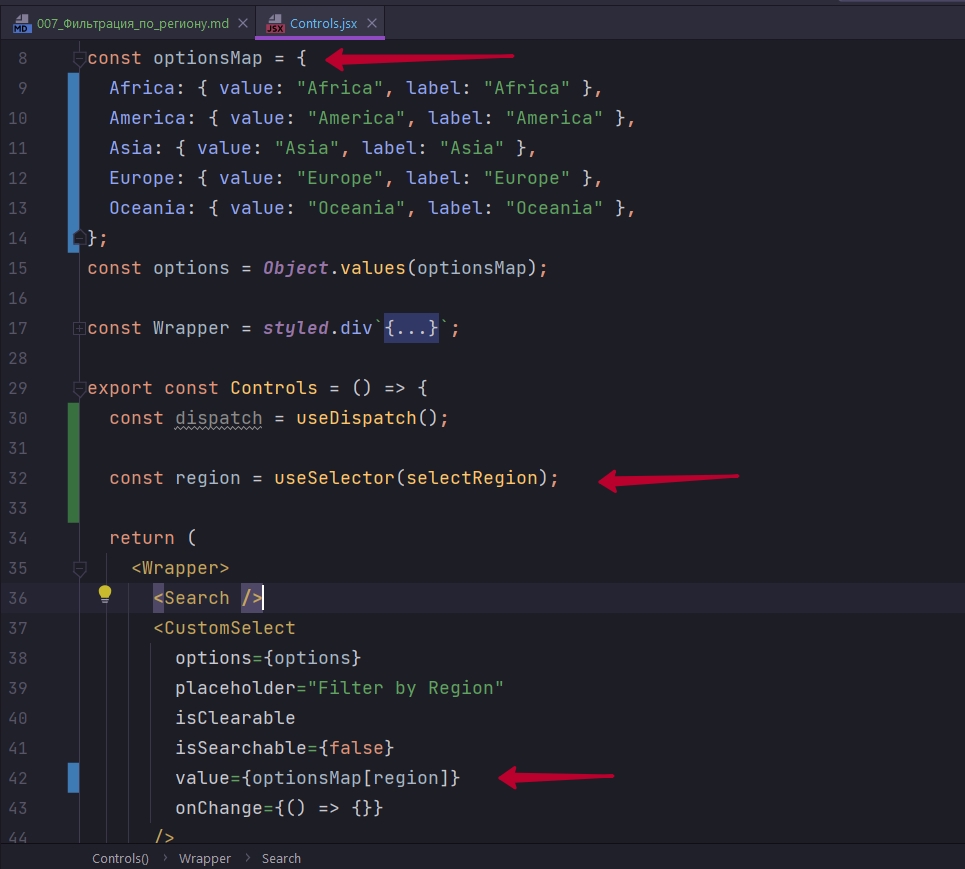 MD 007_Фильтрация_по_региону.md JSX Controls.jsx
8 const optionsMap = {
9 Africa: { value: "Africa", label: "Africa" },
10 America: { value: "America", label: "America" },
11 Asia: { value: "Asia", label: "Asia" },
12 Europe: { value: "Europe", label: "Europe" },
13 Oceania: { value: "Oceania", label: "Oceania" },
14 };
15 const options = Object.values(optionsMap);
16
17 const Wrapper = styled.div`{...}`;
28
29 export const Controls = () => {
30 const dispatch = useDispatch();
31
32 const region = useSelector(selectRegion);
33
34 return (
35 <Wrapper>
36 <Search />
37 <CustomSelect
38 options={options}
39 placeholder="Filter by Region"
40 isClearable
41 isSearchable={false}
42 value={optionsMap[region]}
43 onChange={() => {}}
44 />
Controls() › Wrapper › Search